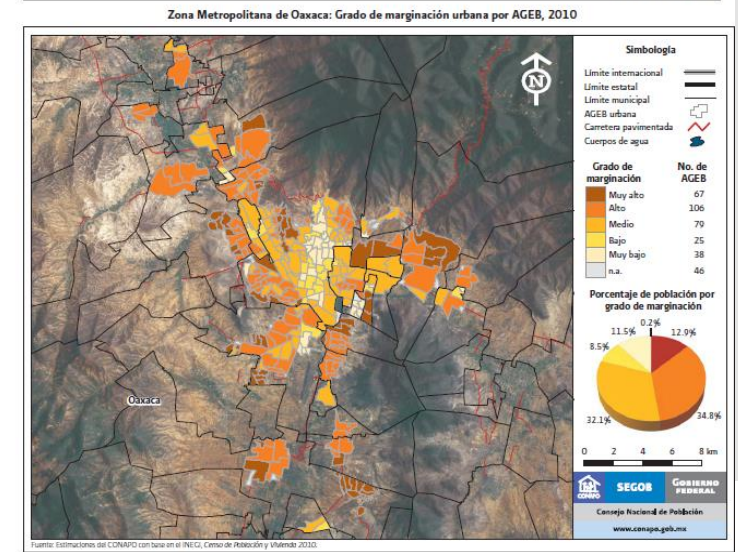 Zona Metropolitana de Oaxaca: Grado de marginación urbana por AGEB, 2010
N
Oaxaca
Simbología
Límite internacional
Límite estatal
Límite municipal
AGEB urbana
Carretera pavimentada
Cuerpos de agua
Grado de marginación No. de AGEB
Muy alto 67
Alto 106
Medio 79
Bajo 25
Muy bajo 38
n.a. 46
Porcentaje de población por
grado de marginación
0.2%
11.5% 12.9%
8.5%
32.1% 34.8%
0 2 4 6 8 km
CONAPO SEGOB GOBIERNO FEDERAL
Consejo Nacional de Población
www.conapo.gob.mx
Fuente: Estimaciones del CONAPO con base en el INEGI, Censo de Población y Vivienda 2010.